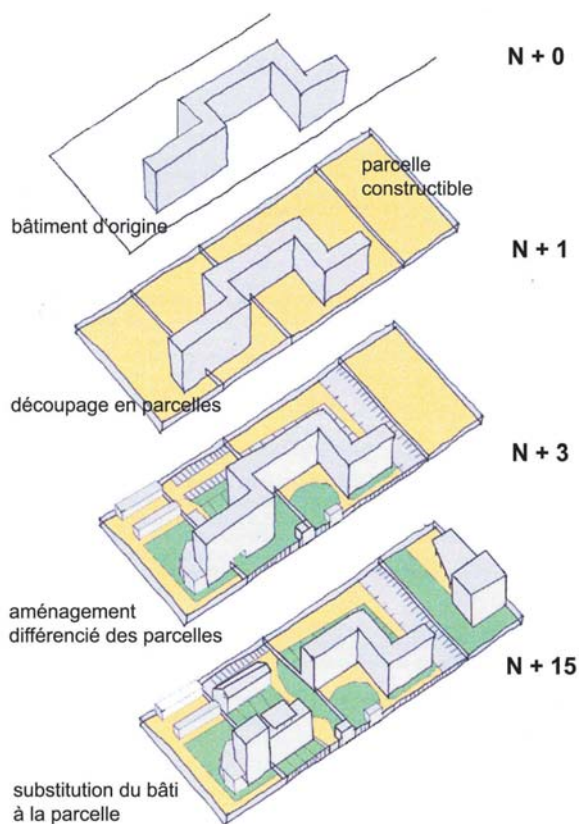 N + 0
bâtiment d'origine
parcelle
constructible
N + 1
découpage en parcelles
N + 3
aménagement
différencié des parcelles
N + 15
substitution du bâti
à la parcelle